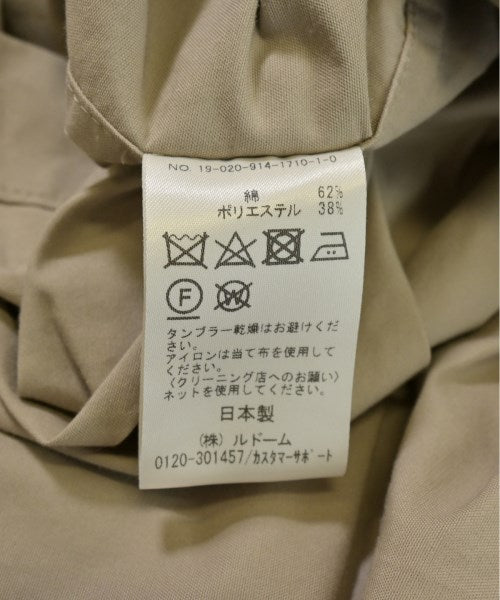 NO. 19-020-914-1710-1-0
綿 62%
ポリエステル 38%
F W
タンブラー乾燥はお避けくだ
さい。
アイロンは当て布を使用して
ください。
(クリーニング店へのお願い)
ネットを使用してください。
日本製
(株) ルドーム
0120-301457/カスタマーサポート